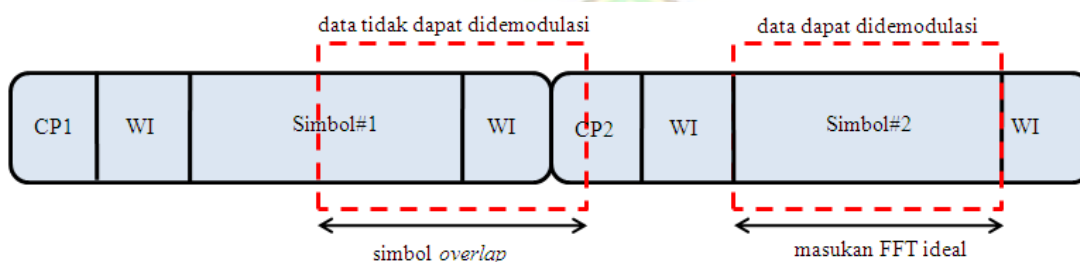 data tidak dapat didemodulasi
data dapat didemodulasi
CP1
WI
Simbol#1
WI
CP2
WI
Simbol#2
WI
simbol overlap
masukan FFT ideal